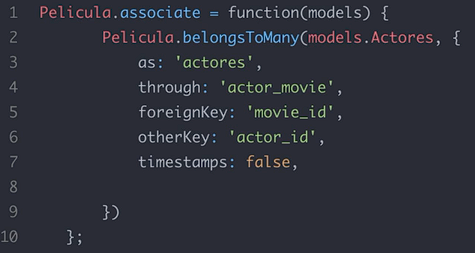 1 Pelicula.associate = function(models) {
2 Pelicula.belongsToMany(models.Actores, {
3 as: 'actores',
4 through: 'actor_movie',
5 foreignKey: 'movie_id',
6 otherKey: 'actor_id',
7 timestamps: false,
8
9 })
10 };